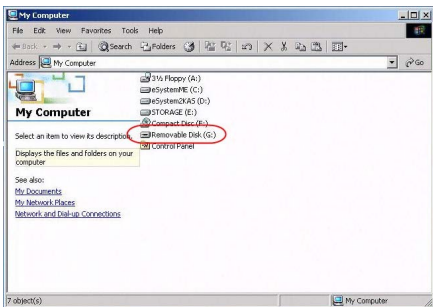 My Computer
File Edit View Favorites Tools Help
Back Search Folders
Address My Computer Go
3½ Floppy (A:)
eSystemME (C:)
eSystem2KAS (D:)
STORAGE (E:)
Compact Disc (F:)
Removable Disk (G:)
Control Panel
My Computer
Select an item to view its description.
Displays the files and folders on your
computer
See also:
My Documents
My Network Places
Network and Dial-up Connections
7 object(s) My Computer